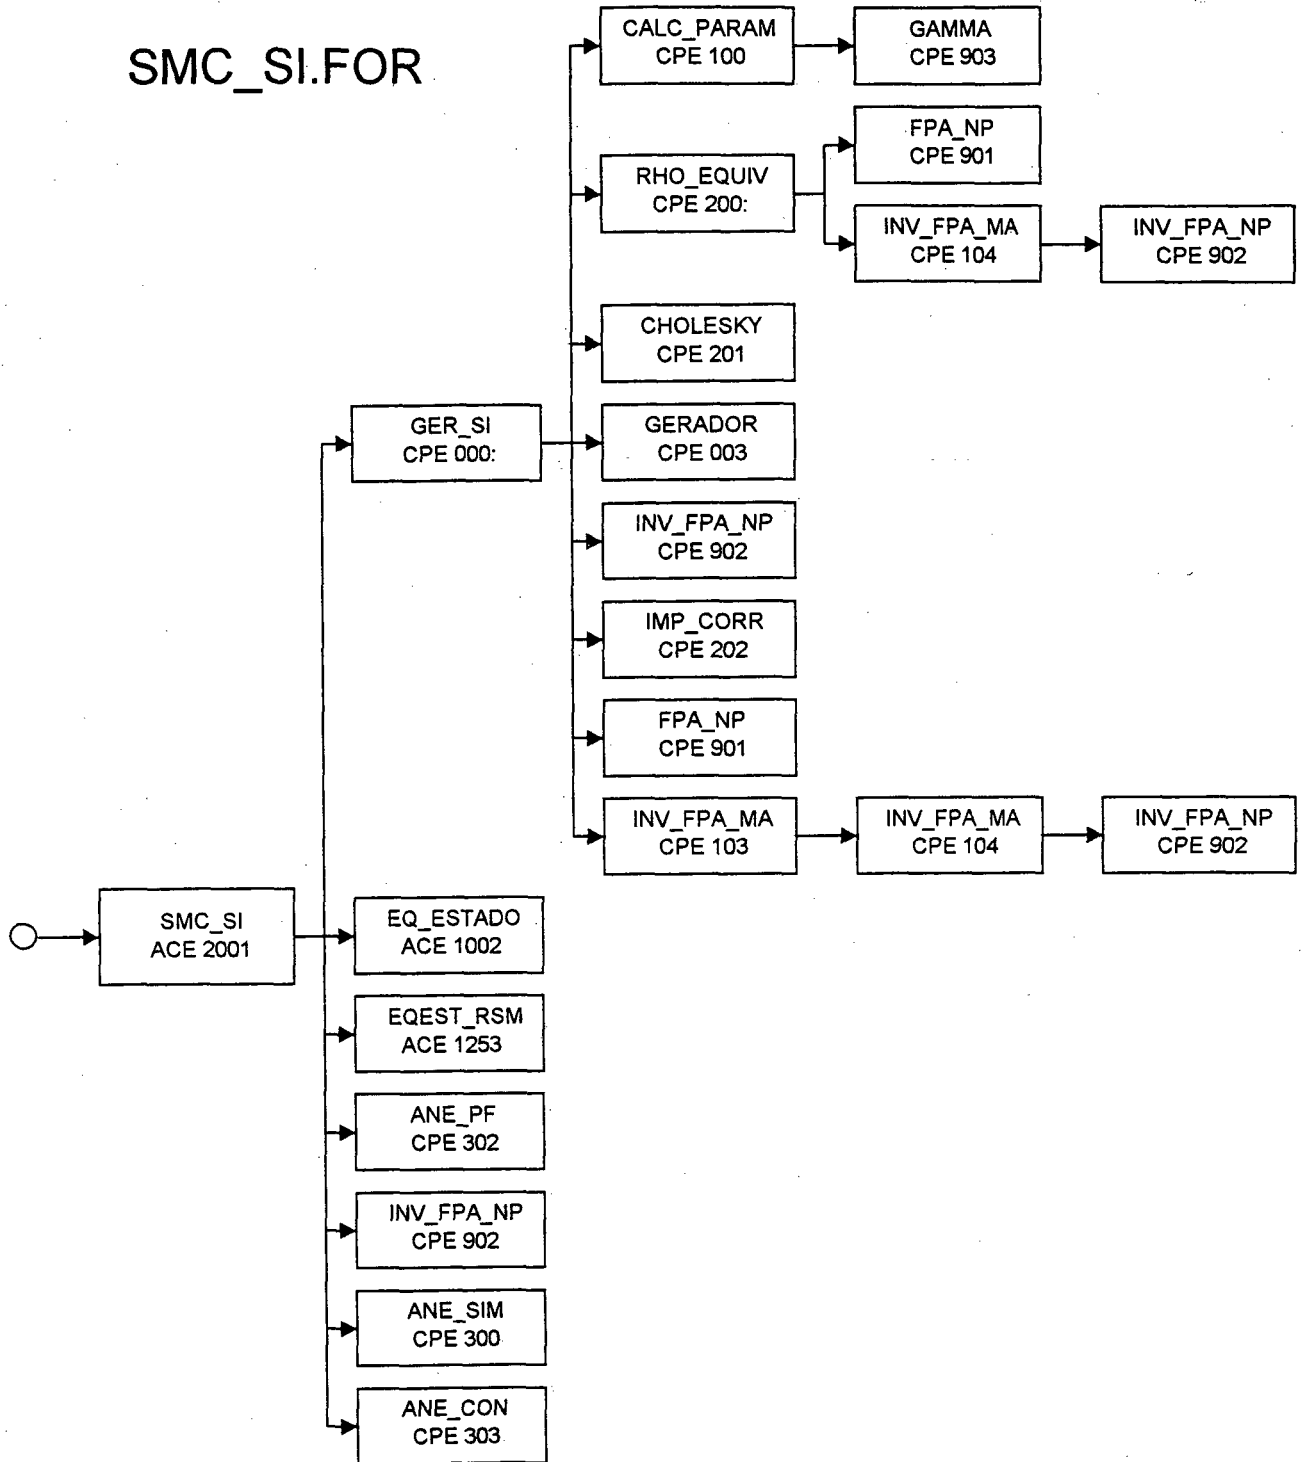 SMC_SI.FOR
CALC_PARAM
CPE 100
GAMMA
CPE 903
FPA_NP
CPE 901
RHO_EQUIV
CPE 200:
INV_FPA_MA
CPE 104
INV_FPA_NP
CPE 902
CHOLESKY
CPE 201
GER_SI
CPE 000:
GERADOR
CPE 003
INV_FPA_NP
CPE 902
IMP_CORR
CPE 202
FPA_NP
CPE 901
INV_FPA_MA
CPE 103
INV_FPA_MA
CPE 104
INV_FPA_NP
CPE 902
SMC_SI
ACE 2001
EQ_ESTADO
ACE 1002
EQEST_RSM
ACE 1253
ANE_PF
CPE 302
INV_FPA_NP
CPE 902
ANE_SIM
CPE 300
ANE_CON
CPE 303